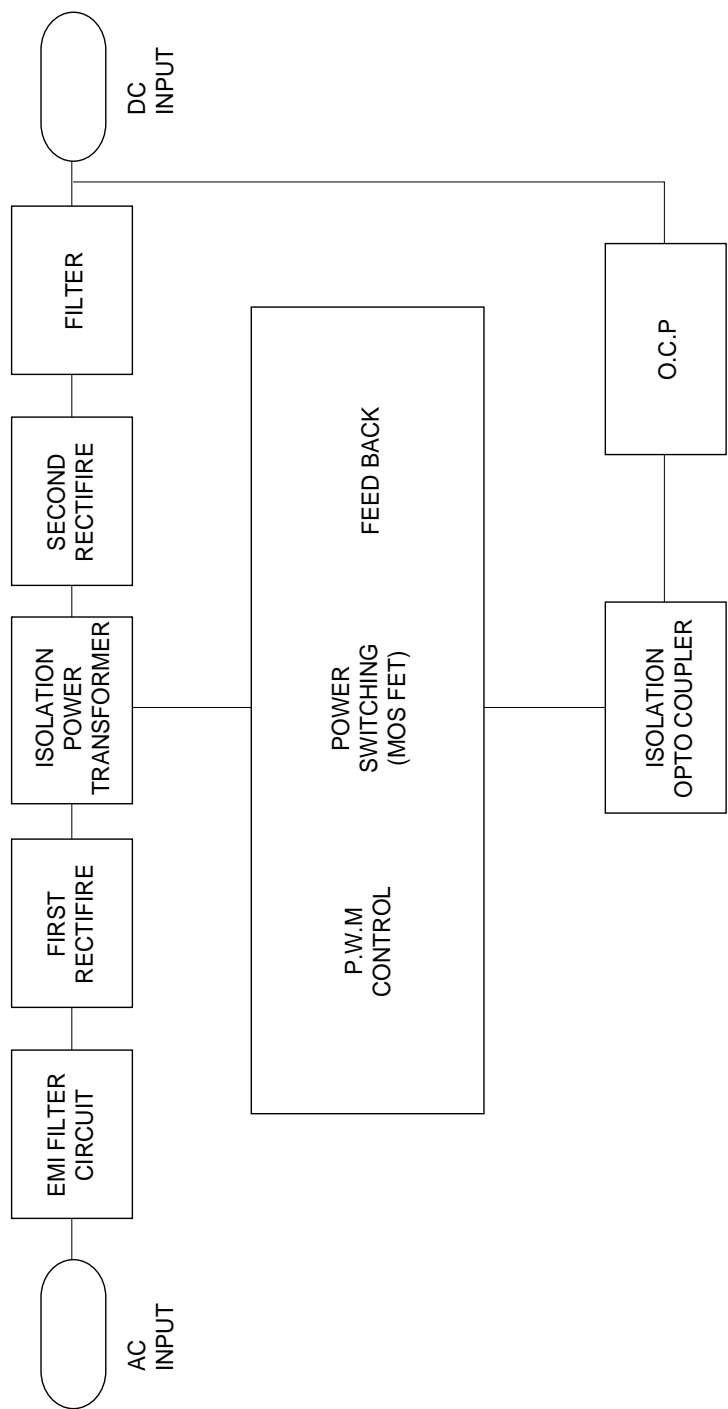 AC
INPUT
EMI FILTER
CIRCUIT
FIRST
RECTIFIRE
ISOLATION
POWER
TRANSFORMER
SECOND
RECTIFIRE
FILTER
DC
INPUT
P.W.M
CONTROL
POWER
SWITCHING
(MOS FET)
FEED BACK
ISOLATION
OPTO COUPLER
O.C.P